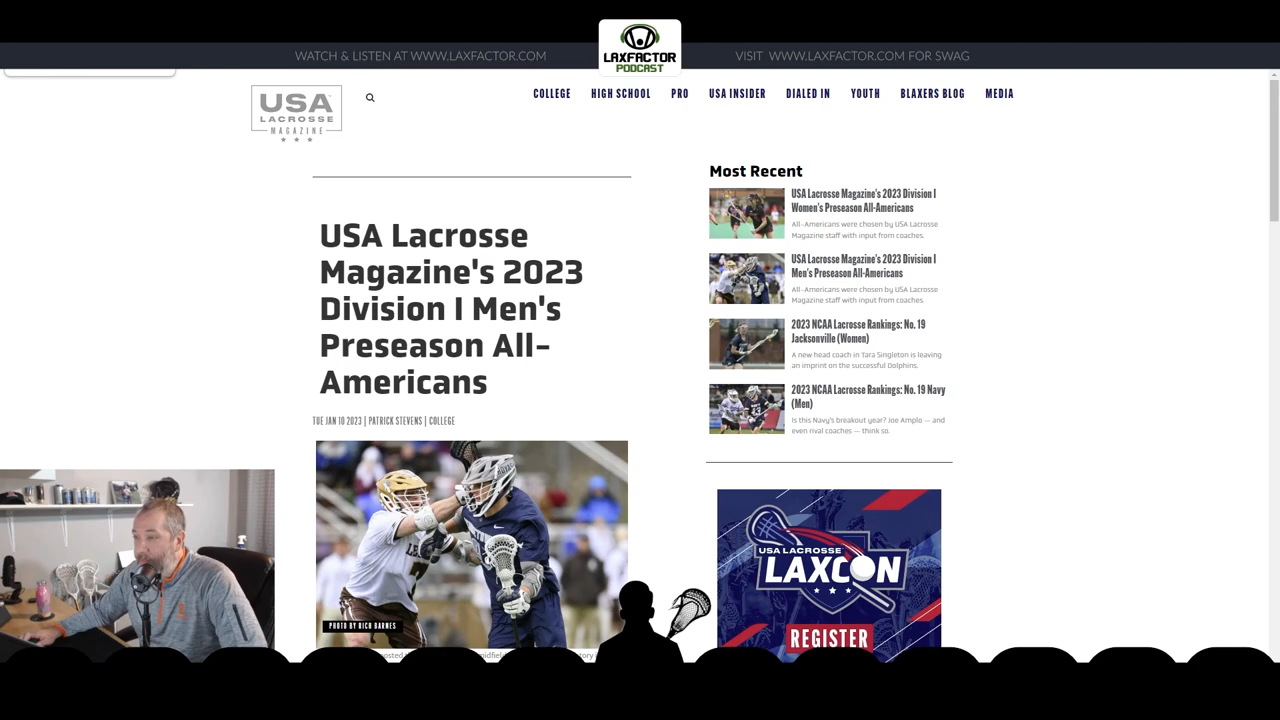 WATCH & LISTEN AT WWW.LAXFACTOR.COM
LAXFACTOR
PODCAST
VISIT WWW.LAXFACTOR.COM FOR SWAG
USA
LACROSSE
MAGAZINE
COLLEGE HIGH SCHOOL PRO USA INSIDER DIALED IN YOUTH BLAXERS BLOG MEDIA
USA Lacrosse
Magazine's 2023
Division I Men's
Preseason All-
Americans
TUE JAN 10 2023 | PATRICK STEVENS | COLLEGE
PHOTO BY RICH BARNES
Most Recent
USA Lacrosse Magazine's 2023 Division I
Women's Preseason All-Americans
All-Americans were chosen by USA Lacrosse
Magazine staff with input from coaches.
USA Lacrosse Magazine's 2023 Division I
Men's Preseason All-Americans
All-Americans were chosen by USA Lacrosse
Magazine staff with input from coaches.
2023 NCAA Lacrosse Rankings: No. 19
Jacksonville (Women)
A new head coach in Tara Singleton is leaving
an imprint on the successful Dolphins.
2023 NCAA Lacrosse Rankings: No. 19 Navy
(Men)
Is this Navy's breakout year? Joe Amplo — and
even rival coaches — think so.
USA LACROSSE
LAXCON
REGISTER